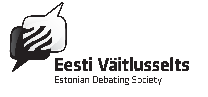 Eesti Väitlusselts
Estonian Debating Society